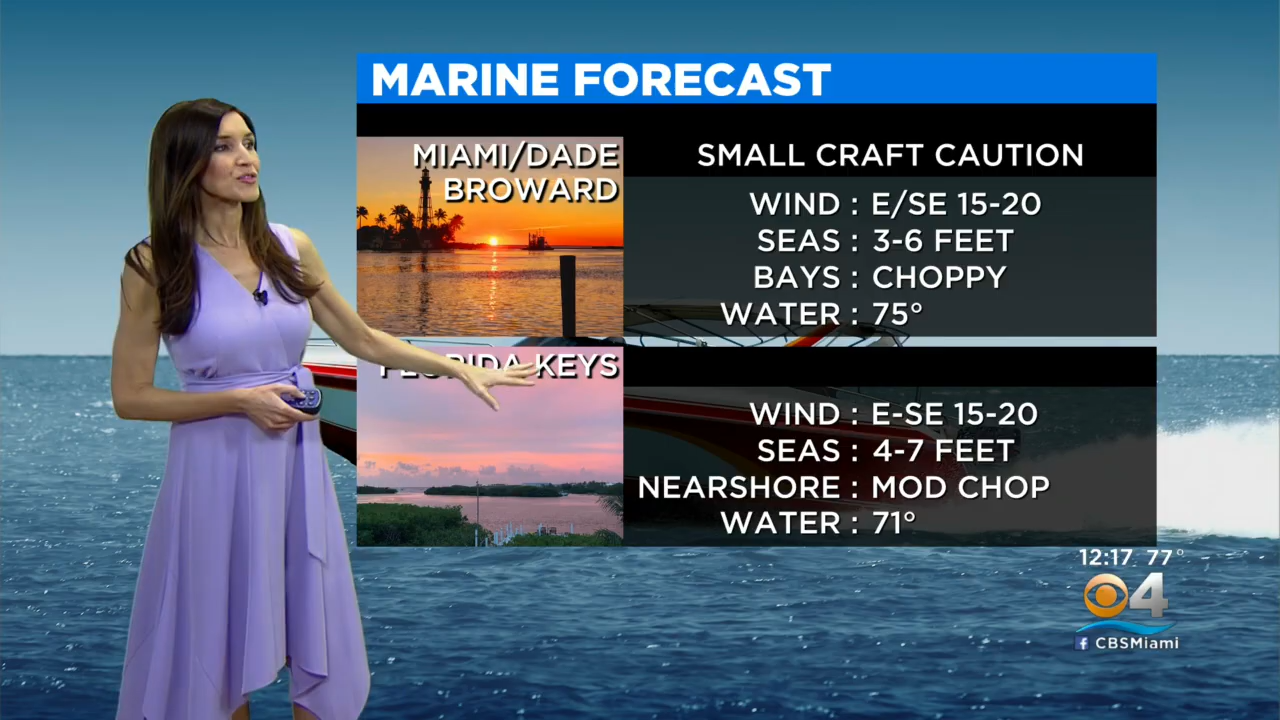 MARINE FORECAST
MIAMI/DADE
BROWARD
SMALL CRAFT CAUTION
WIND : E/SE 15-20
SEAS : 3-6 FEET
BAYS : CHOPPY
WATER : 75°
FLORIDA KEYS
WIND : E-SE 15-20
SEAS : 4-7 FEET
NEARSHORE : MOD CHOP
WATER : 71°
12:17 77°
4
f CBSMiami